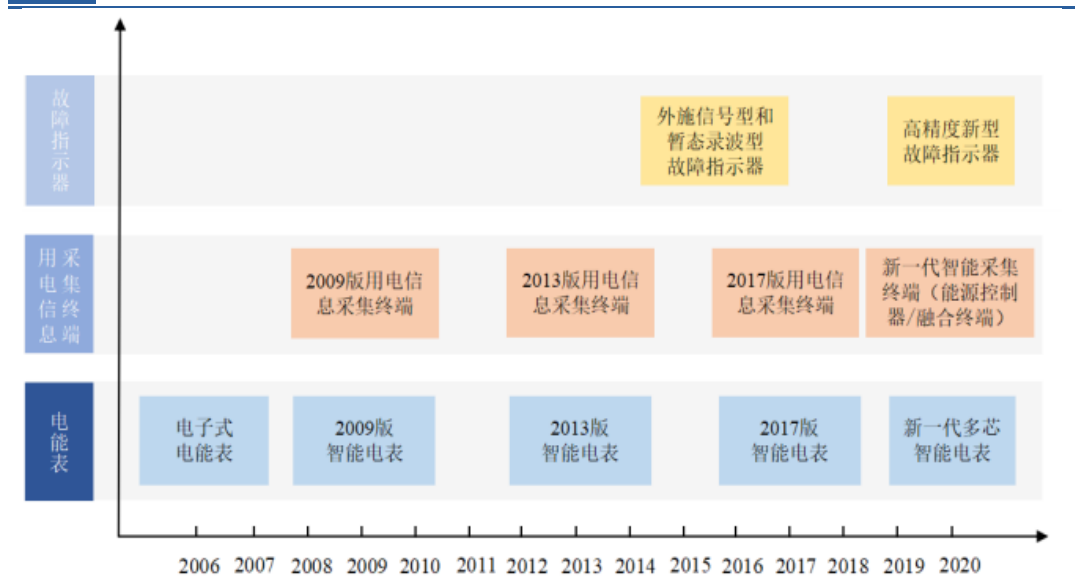 故障指示器
外施信号型和
暂态录波型
故障指示器
高精度新型
故障指示器
用电信息
采集终端
2009版用电信
息采集终端
2013版用电信
息采集终端
2017版用电信
息采集终端
新一代智能采集
终端（能源控制
器/融合终端）
电能表
电子式
电能表
2009版
智能电表
2013版
智能电表
2017版
智能电表
新一代多芯
智能电表
2006 2007 2008 2009 2010 2011 2012 2013 2014 2015 2016 2017 2018 2019 2020